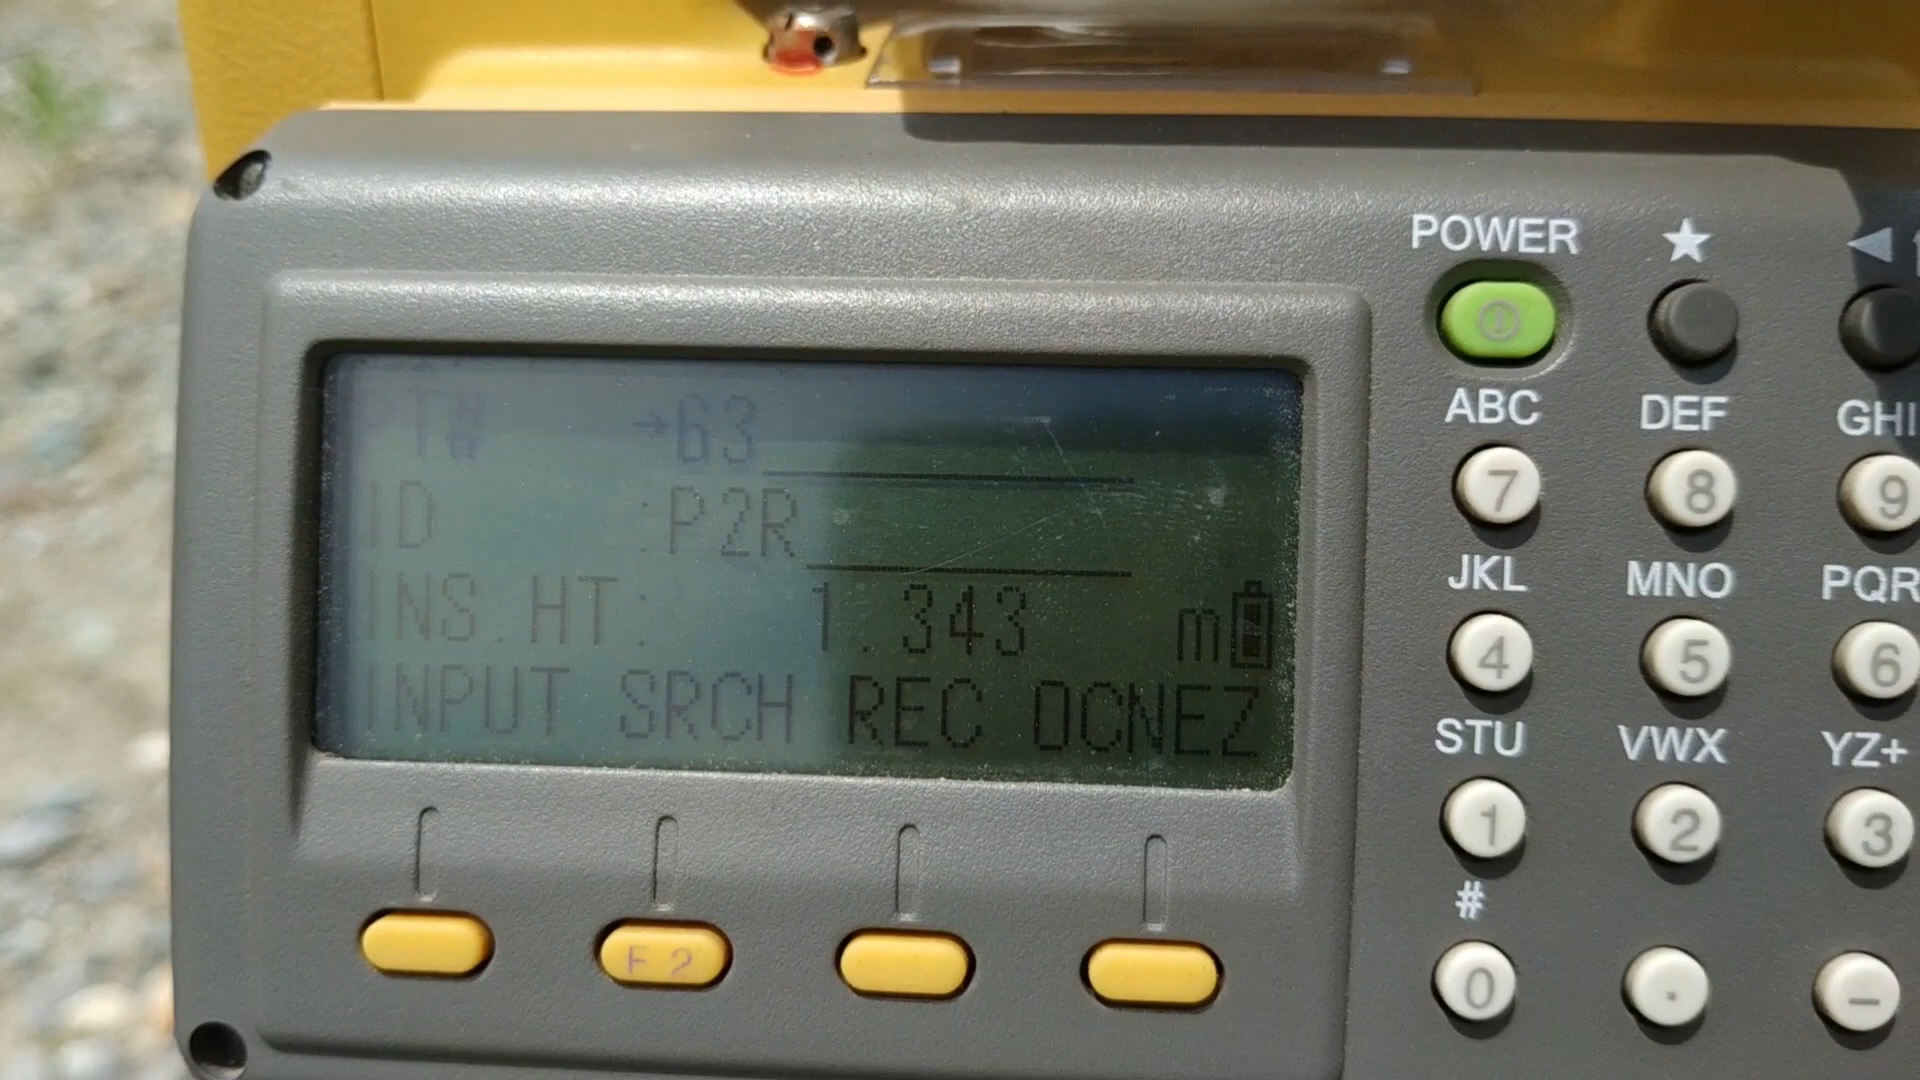 PT# →63
ID :P2R
INS.HT: 1.343 m
INPUT SRCH REC OCNEZ
F2
POWER ★ ◀
ABC DEF GHI
7 8 9
JKL MNO PQR
4 5 6
STU VWX YZ+
1 2 3
#
0 . −